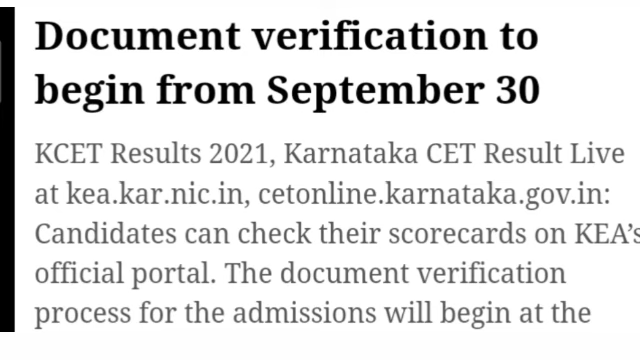 Document verification to
begin from September 30
KCET Results 2021, Karnataka CET Result Live
at kea.kar.nic.in, cetonline.karnataka.gov.in:
Candidates can check their scorecards on KEA's
official portal. The document verification
process for the admissions will begin at the